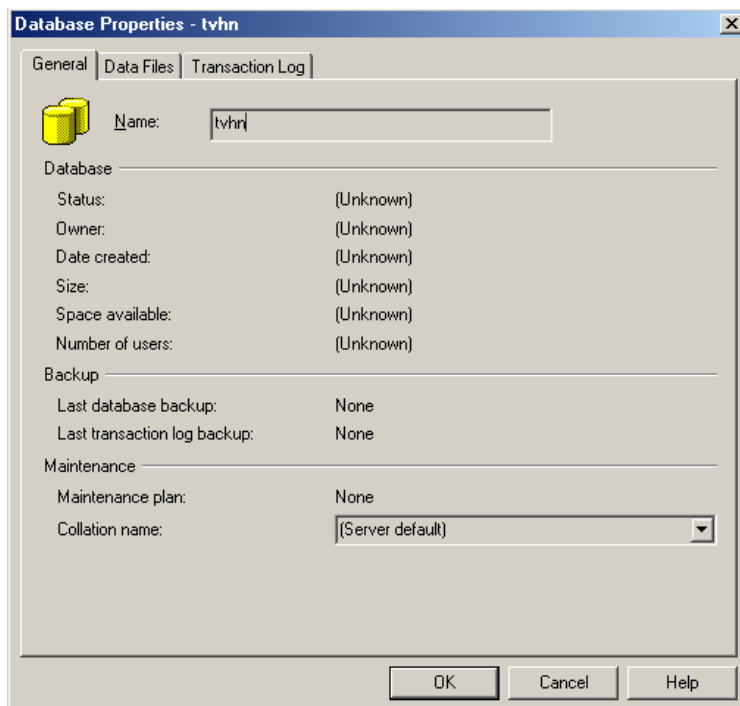 Database Properties - tvhn
General Data Files Transaction Log
Name: tvhn
Database
Status: (Unknown)
Owner: (Unknown)
Date created: (Unknown)
Size: (Unknown)
Space available: (Unknown)
Number of users: (Unknown)
Backup
Last database backup: None
Last transaction log backup: None
Maintenance
Maintenance plan: None
Collation name: (Server default)
OK Cancel Help